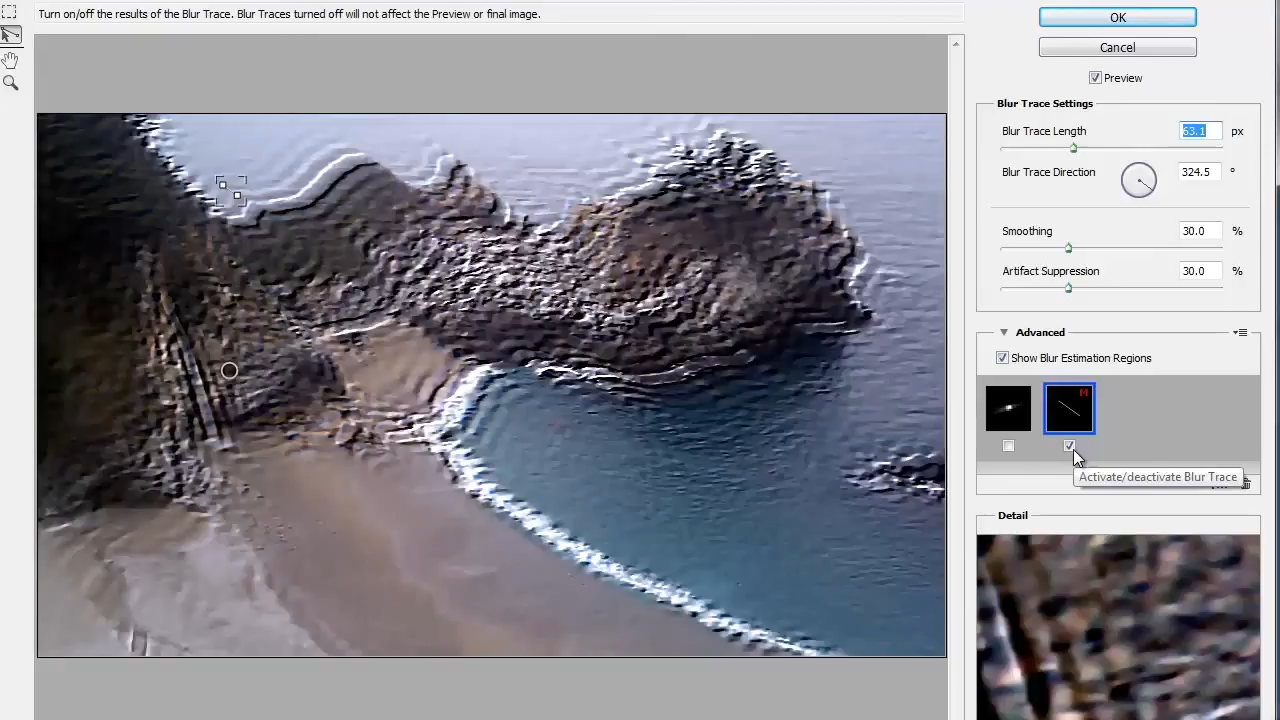 Turn on/off the results of the Blur Trace. Blur Traces turned off will not affect the Preview or final image.
OK
Cancel
Preview
Blur Trace Settings
Blur Trace Length 63.1 px
Blur Trace Direction 324.5 °
Smoothing 30.0 %
Artifact Suppression 30.0 %
Advanced
Show Blur Estimation Regions
M
Activate/deactivate Blur Trace
Detail